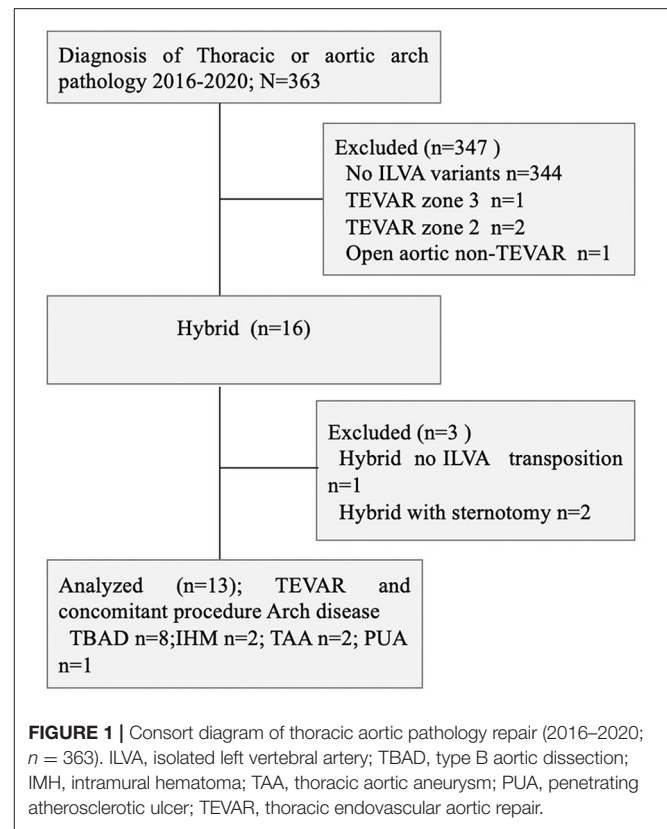 Diagnosis of Thoracic or aortic arch
pathology 2016-2020; N=363
Excluded (n=347 )
No ILVA variants n=344
TEVAR zone 3 n=1
TEVAR zone 2 n=2
Open aortic non-TEVAR n=1
Hybrid (n=16)
Excluded (n=3 )
Hybrid no ILVA transposition
n=1
Hybrid with sternotomy n=2
Analyzed (n=13); TEVAR and
concomitant procedure Arch disease
TBAD n=8;IHM n=2; TAA n=2; PUA
n=1
FIGURE 1 | Consort diagram of thoracic aortic pathology repair (2016–2020;
n = 363). ILVA, isolated left vertebral artery; TBAD, type B aortic dissection;
IMH, intramural hematoma; TAA, thoracic aortic aneurysm; PUA, penetrating
atherosclerotic ulcer; TEVAR, thoracic endovascular aortic repair.